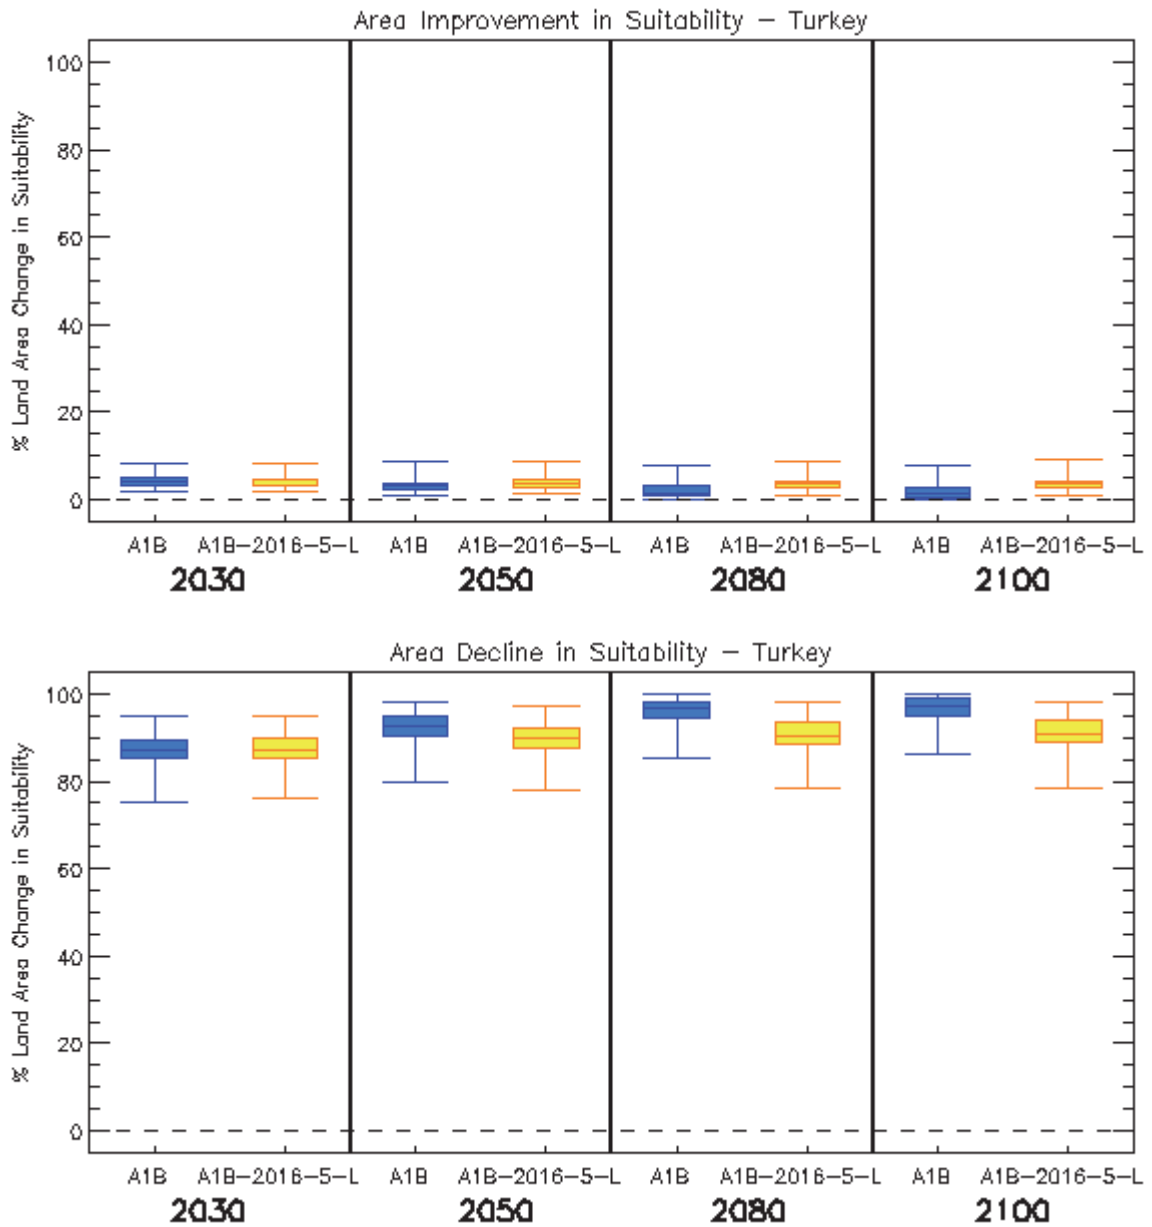 Area Improvement in Suitability – Turkey
% Land Area Change in Suitability
100
80
60
40
20
0
A1B A1B-2016-5-L A1B A1B-2016-5-L A1B A1B-2016-5-L A1B A1B-2016-5-L
2030 2050 2080 2100
Area Decline in Suitability – Turkey
% Land Area Change in Suitability
100
80
60
40
20
0
A1B A1B-2016-5-L A1B A1B-2016-5-L A1B A1B-2016-5-L A1B A1B-2016-5-L
2030 2050 2080 2100